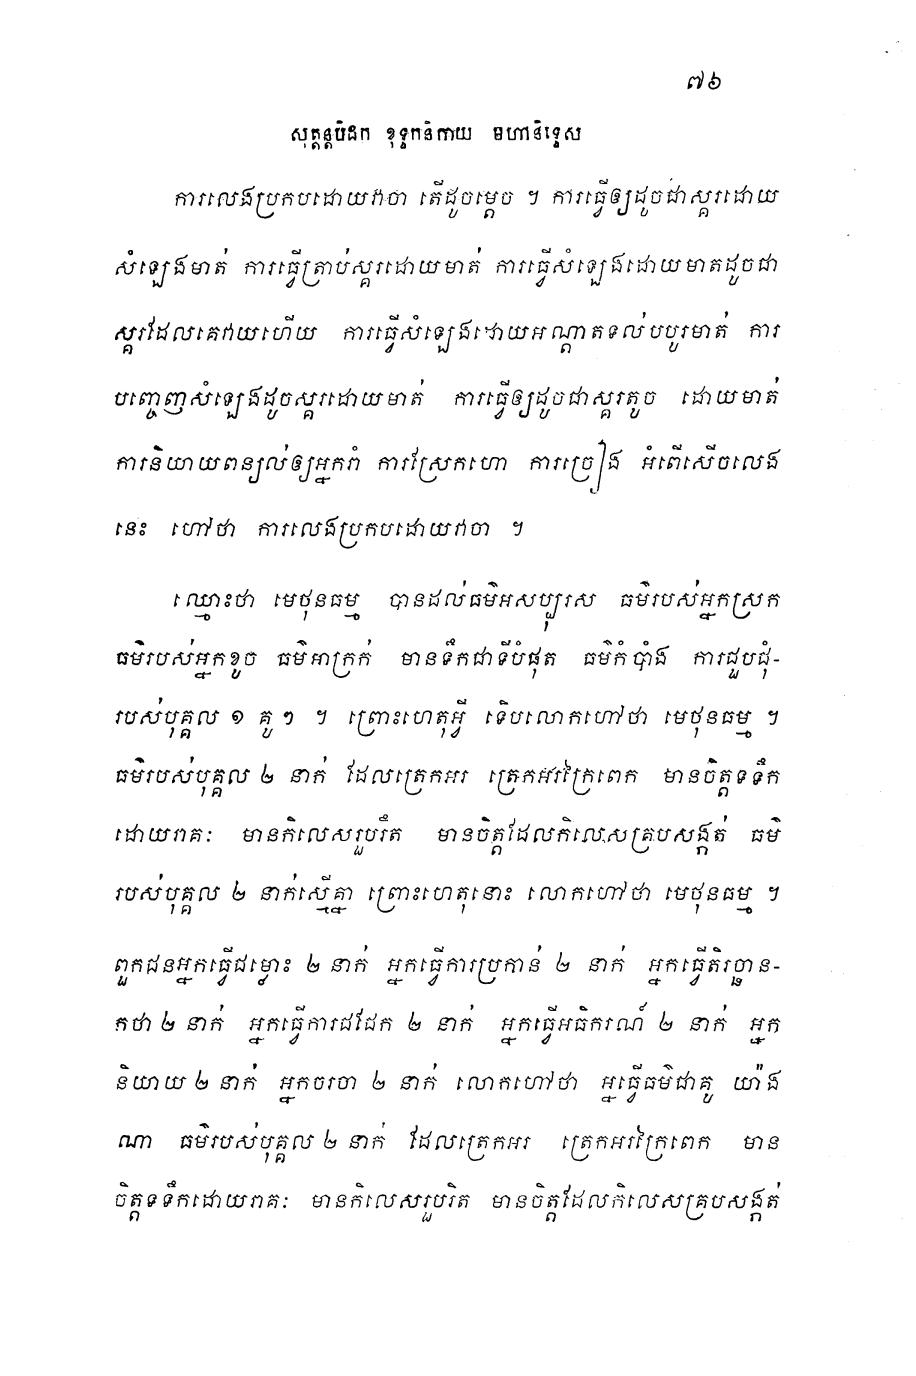 ៧៦
សុត្តន្តបិដក ខុទ្ទកនិកាយ មហានិទ្ទេស
ការលេងប្រកបដោយវាចា តើដូចម្តេច ។ ការធ្វើឲ្យដូចជាស្គរដោយ
សំឡេងមាត់ ការធ្វើត្រាប់ស្គរដោយមាត់ ការធ្វើសំឡេងដោយមាតដូចជា
ស្គរដែលគេវាយហើយ ការធ្វើសំឡេងដោយអណ្តាតទល់បបូរមាត់ ការ
បញ្ចេញសំឡេងដូចស្គរដោយមាត់ ការធ្វើឲ្យដូចជាស្គរតូច ដោយមាត់
ការនិយាយពន្យល់ឲ្យអ្នករាំ ការស្រែកហោ ការច្រៀង អំពើសើចលេង
នេះ ហៅថា ការលេងប្រកបដោយវាចា ។
ឈ្មោះថា មេថុនធម្ម បានដល់ធម៌អសប្បុរស ធម៌របស់អ្នកស្រុក
ធម៌របស់អ្នកខូច ធម៌អាក្រក់ មានទឹកជាទីបំផុត ធម៌កំបាំង ការជួបជុំ-
របស់បុគ្គល ១ គូៗ ។ ព្រោះហេតុអ្វី ទើបលោកហៅថា មេថុនធម្ម ។
ធម៌របស់បុគ្គល ២ នាក់ ដែលត្រេកអរ ត្រេកអរក្រៃពេក មានចិត្តទទឹក
ដោយរាគៈ មានកិលេសរួបរឹត មានចិត្តដែលកិលេសគ្របសង្កត់ ធម៌
របស់បុគ្គល ២ នាក់ស្មើគ្នា ព្រោះហេតុនោះ លោកហៅថា មេថុនធម្ម ។
ពួកជនអ្នកធ្វើជម្លោះ ២ នាក់ អ្នកធ្វើការប្រកាន់ ២ នាក់ អ្នកធ្វើតិរច្ឆាន-
កថា ២ នាក់ អ្នកធ្វើការជជែក ២ នាក់ អ្នកធ្វើអធិករណ៍ ២ នាក់ អ្នក
និយាយ ២ នាក់ អ្នកចរចា ២ នាក់ លោកហៅថា អ្នធ្វើធម៌ជាគូ យ៉ាង
ណា ធម៌របស់បុគ្គល ២ នាក់ ដែលត្រេកអរ ត្រេកអរក្រៃពេក មាន
ចិត្តទទឹកដោយរាគៈ មានកិលេសរួបរឹត មានចិត្តដែលកិលេសគ្របសង្កត់